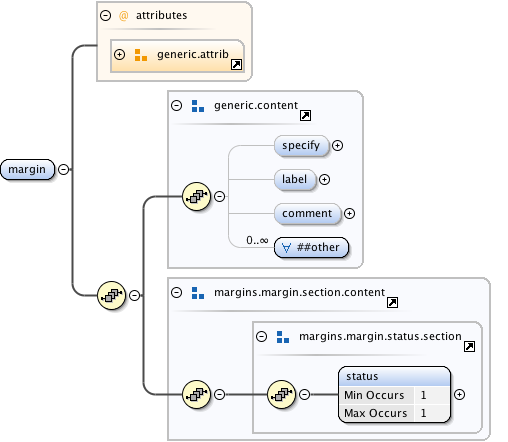 @ attributes
generic.attrib
generic.content
specify
label
comment
0..∞
∀ ##other
margin
margins.margin.section.content
margins.margin.status.section
status
Min Occurs 1
Max Occurs 1